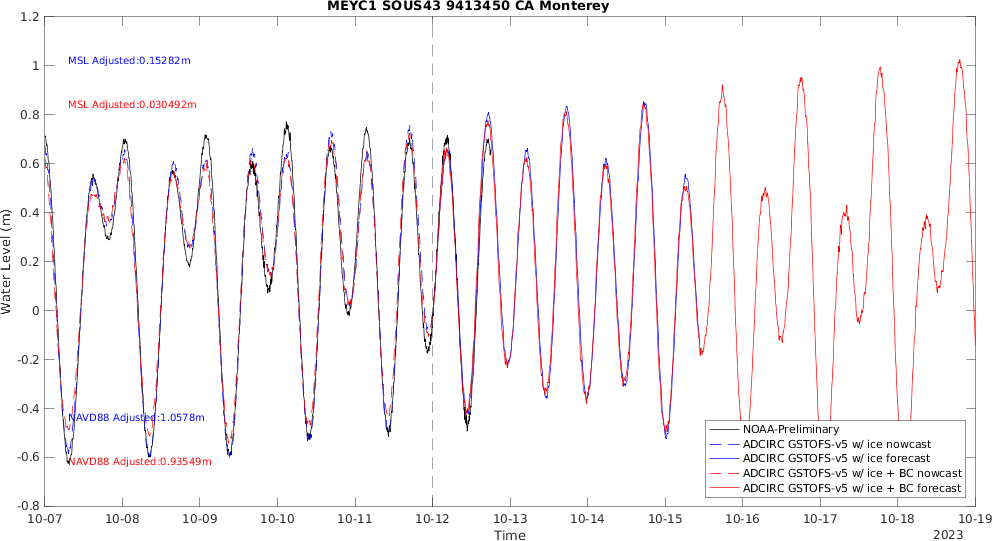 MEYC1 SOUS43 9413450 CA Monterey
1.2
1
0.8
0.6
0.4
0.2
0
-0.2
-0.4
-0.6
-0.8
Water Level (m)
MSL Adjusted:0.15282m
MSL Adjusted:0.030492m
NAVD88 Adjusted:1.0578m
NAVD88 Adjusted:0.93549m
NOAA-Preliminary
ADCIRC GSTOFS-v5 w/ ice nowcast
ADCIRC GSTOFS-v5 w/ ice forecast
ADCIRC GSTOFS-v5 w/ ice + BC nowcast
ADCIRC GSTOFS-v5 w/ ice + BC forecast
10-07 10-08 10-09 10-10 10-11 10-12 10-13 10-14 10-15 10-16 10-17 10-18 10-19
Time
2023